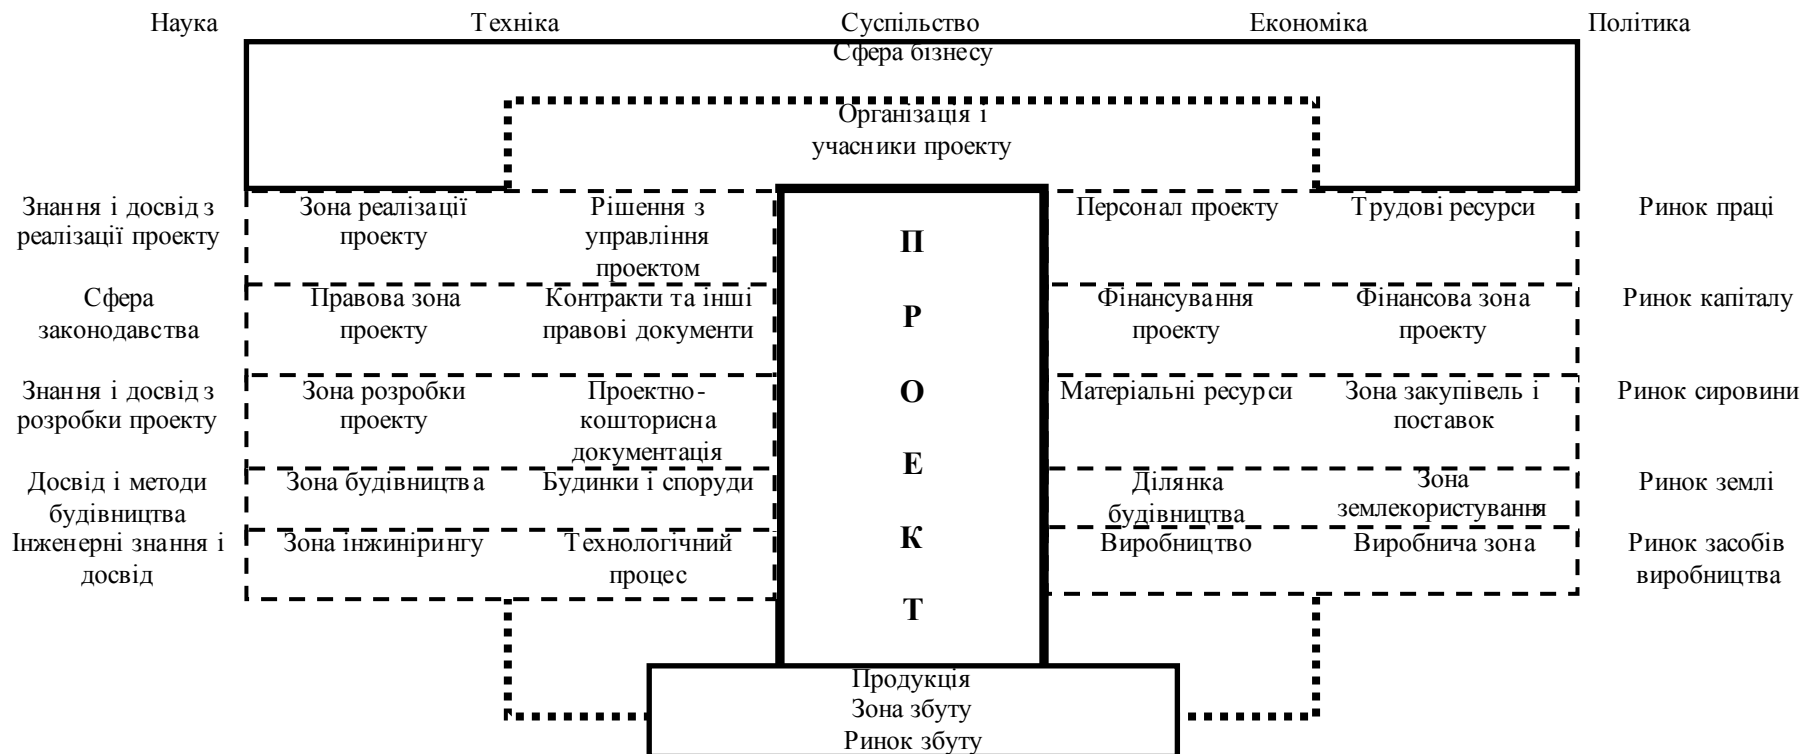 Наука Техніка Суспільство Економіка Політика
Сфера бізнесу
Організація і
учасники проекту
Знання і досвід з
реалізації проекту
Зона реалізації
проекту
Рішення з
управління
проектом
Персонал проекту
Трудові ресурси
Ринок праці
Сфера
законодавства
Правова зона
проекту
Контракти та інші
правові документи
Фінансування
проекту
Фінансова зона
проекту
Ринок капіталу
Знання і досвід з
розробки проекту
Зона розробки
проекту
Проектно-
кошторисна
документація
Матеріальні ресурси
Зона закупівель і
поставок
Ринок сировини
Досвід і методи
будівництва
Зона будівництва
Будинки і споруди
Ділянка
будівництва
Зона
землекористування
Ринок землі
Інженерні знання і
досвід
Зона інжинірингу
Технологічний
процес
Виробництво
Виробнича зона
Ринок засобів
виробництва
П
Р
О
Е
К
Т
Продукція
Зона збуту
Ринок збуту